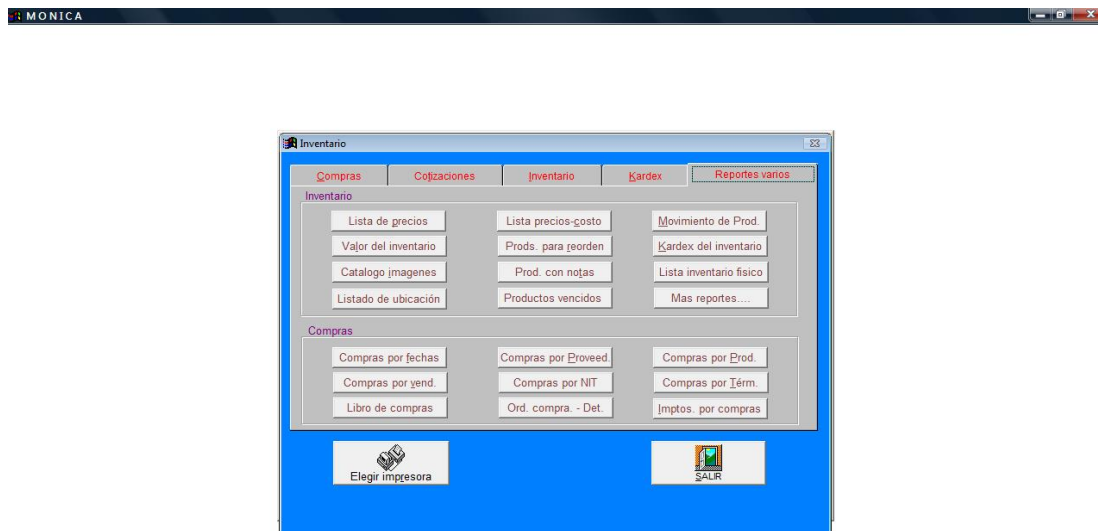 MONICA
Inventario
Compras Cotizaciones Inventario Kardex Reportes varios
Inventario
Lista de precios Lista precios-costo Movimiento de Prod.
Valor del inventario Prods. para reorden Kardex del inventario
Catalogo imagenes Prod. con notas Lista inventario fisico
Listado de ubicación Productos vencidos Mas reportes....
Compras
Compras por fechas Compras por Proveed. Compras por Prod.
Compras por vend. Compras por NIT Compras por Térm.
Libro de compras Ord. compra. - Det. Imptos. por compras
Elegir impresora SALIR